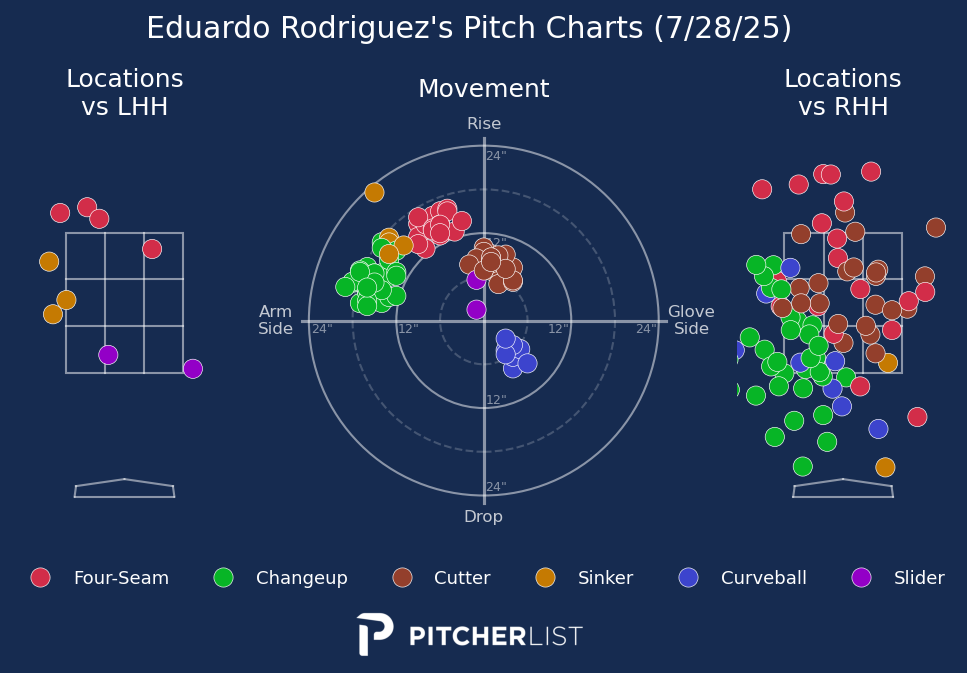 Eduardo Rodriguez's Pitch Charts (7/28/25)
Locations
vs LHH
Movement
Locations
vs RHH
Rise
24"
12"
Arm
Side
24"
12"
12"
24"
Glove
Side
12"
24"
Drop
Four-Seam
Changeup
Cutter
Sinker
Curveball
Slider
PITCHERLIST